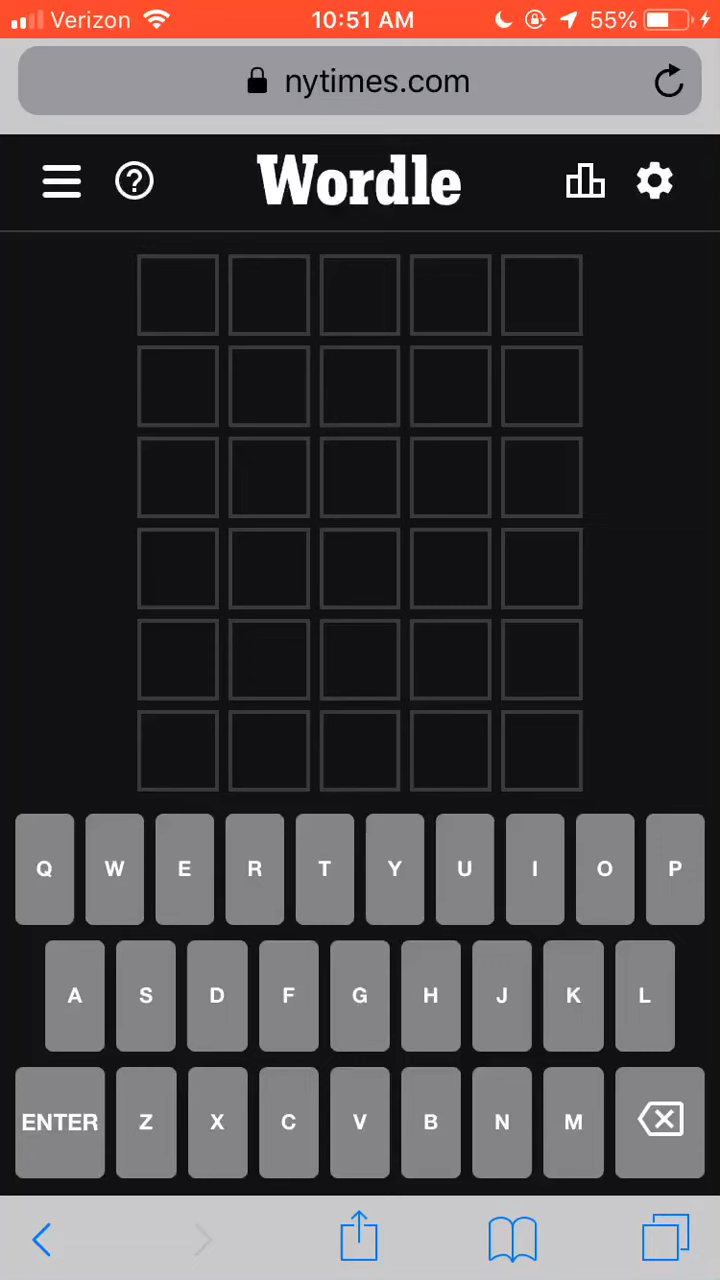 Verizon 10:51 AM 55%
nytimes.com
Wordle
Q W E R T Y U I O P
A S D F G H J K L
ENTER Z X C V B N M